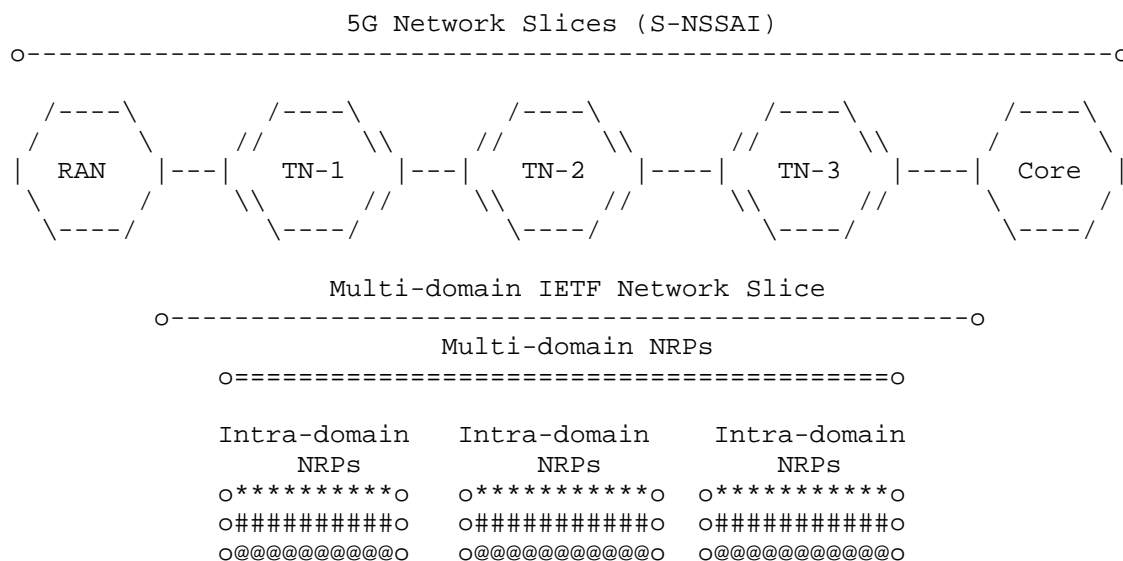 5G Network Slices (S-NSSAI)
o--------------------------------------------------------------------o
/----\ /----\ /----\ /----\ /----\
/ \ // \\ // \\ // \\ / \
| RAN |---| TN-1 |---| TN-2 |----| TN-3 |----| Core |
\ / \\ // \\ // \\ // \ /
\----/ \----/ \----/ \----/ \----/
Multi-domain IETF Network Slice
o--------------------------------------------------o
Multi-domain NRPs
o=========================================o
Intra-domain Intra-domain Intra-domain
NRPs NRPs NRPs
o**********o o***********o o***********o
o##########o o###########o o###########o
o@@@@@@@@@@o o@@@@@@@@@@@o o@@@@@@@@@@@o